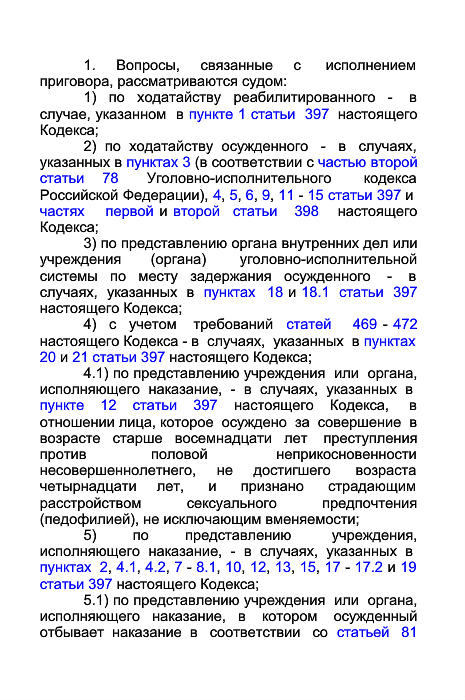 1. Вопросы, связанные с исполнением
приговора, рассматриваются судом:
1) по ходатайству реабилитированного - в
случае, указанном в пункте 1 статьи 397 настоящего
Кодекса;
2) по ходатайству осужденного - в случаях,
указанных в пунктах 3 (в соответствии с частью второй
статьи 78 Уголовно-исполнительного кодекса
Российской Федерации), 4, 5, 6, 9, 11 - 15 статьи 397 и
частях первой и второй статьи 398 настоящего
Кодекса;
3) по представлению органа внутренних дел или
учреждения (органа) уголовно-исполнительной
системы по месту задержания осужденного - в
случаях, указанных в пунктах 18 и 18.1 статьи 397
настоящего Кодекса;
4) с учетом требований статей 469 - 472
настоящего Кодекса - в случаях, указанных в пунктах
20 и 21 статьи 397 настоящего Кодекса;
4.1) по представлению учреждения или органа,
исполняющего наказание, - в случаях, указанных в
пункте 12 статьи 397 настоящего Кодекса, в
отношении лица, которое осуждено за совершение в
возрасте старше восемнадцати лет преступления
против половой неприкосновенности
несовершеннолетнего, не достигшего возраста
четырнадцати лет, и признано страдающим
расстройством сексуального предпочтения
(педофилией), не исключающим вменяемости;
5) по представлению учреждения,
исполняющего наказание, - в случаях, указанных в
пунктах 2, 4.1, 4.2, 7 - 8.1, 10, 12, 13, 15, 17 - 17.2 и 19
статьи 397 настоящего Кодекса;
5.1) по представлению учреждения или органа,
исполняющего наказание, в котором осужденный
отбывает наказание в соответствии со статьей 81